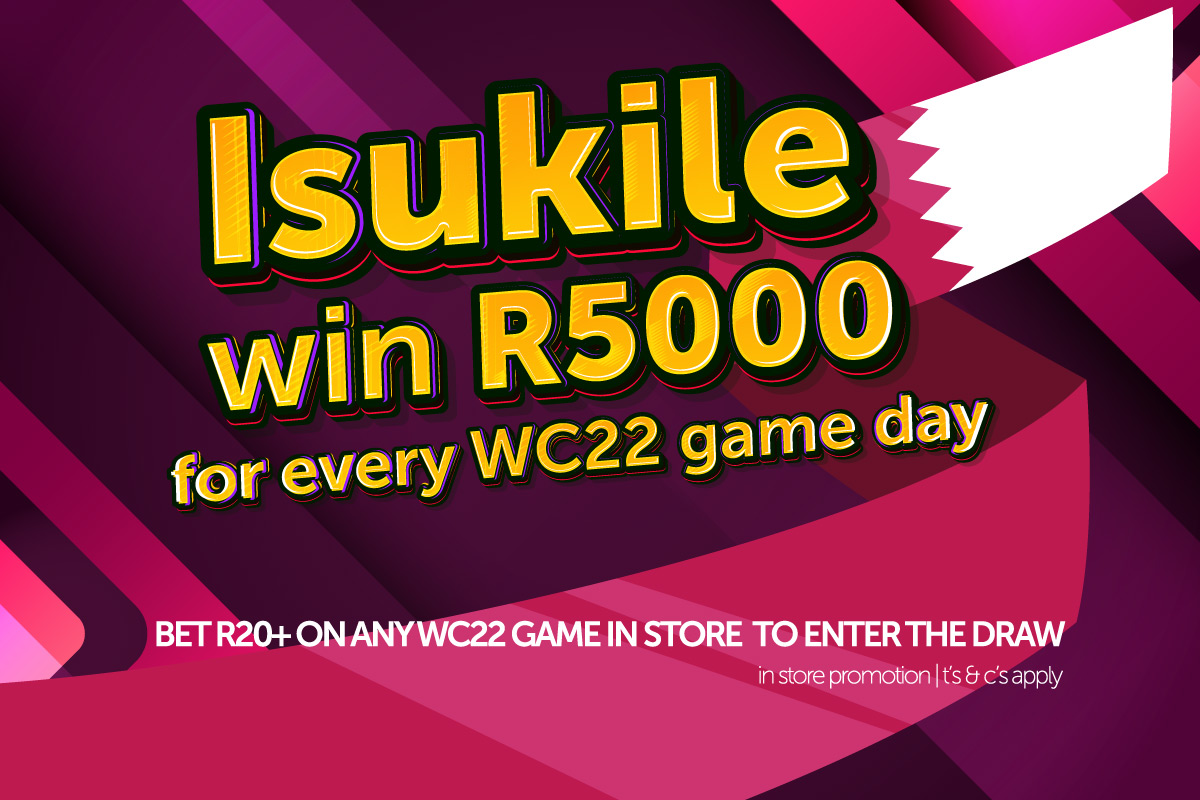 Isukile
win R5000
for every WC22 game day
BET R20+ ON ANY WC22 GAME IN STORE TO ENTER THE DRAW
in store promotion | t's & c's apply